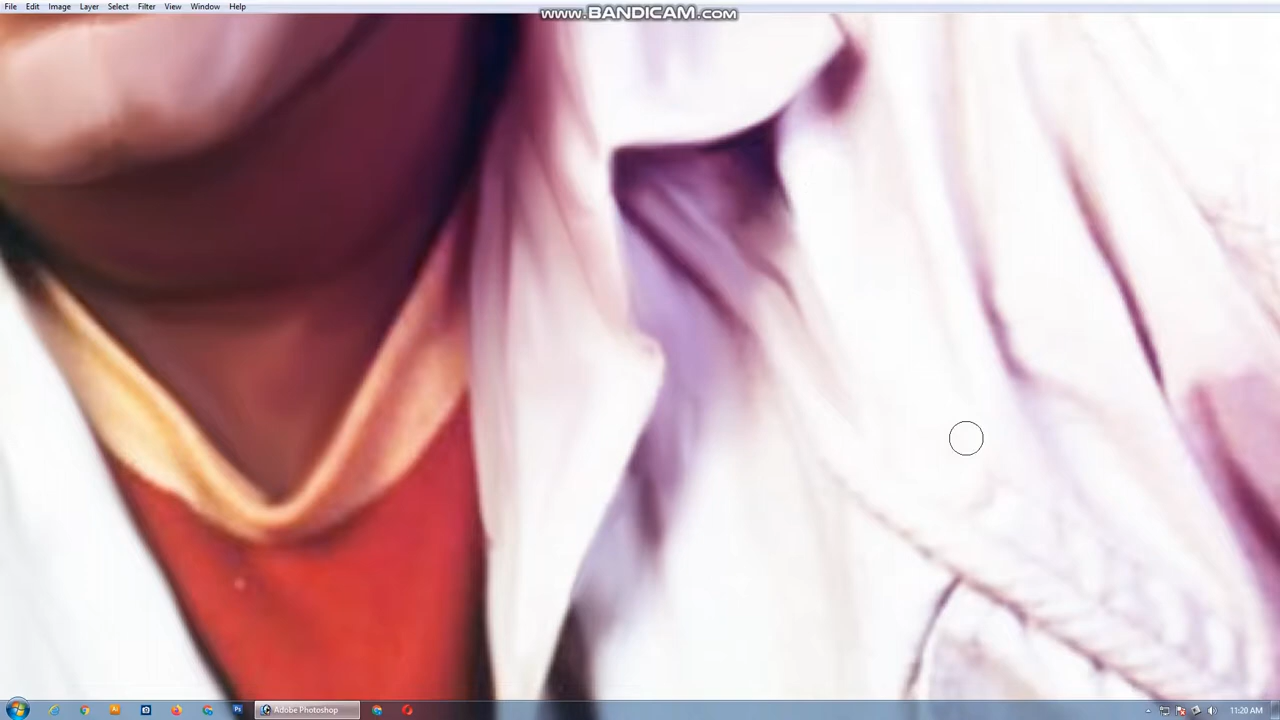 File Edit Image Layer Select Filter View Window Help
www.BANDICAM.com
Adobe Photoshop
11:20 AM